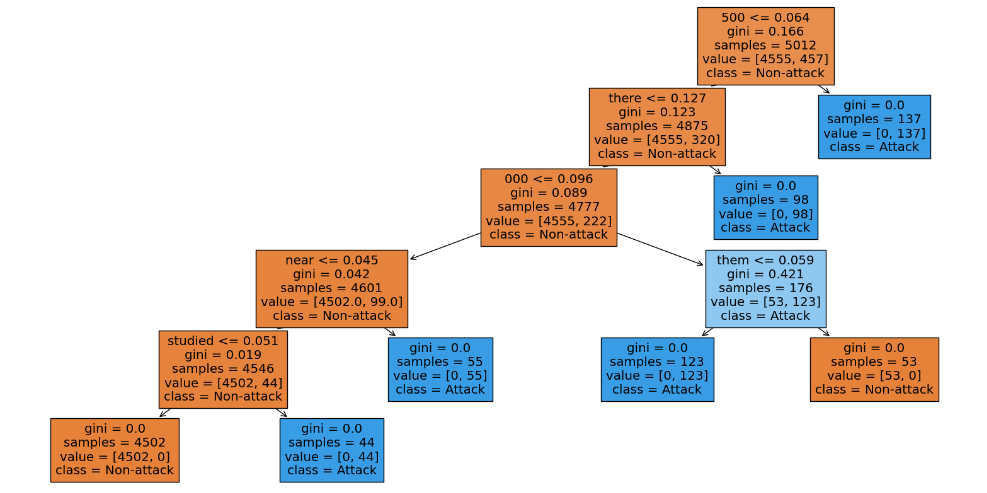 500 <= 0.064
gini = 0.166
samples = 5012
value = [4555, 457]
class = Non-attack
there <= 0.127
gini = 0.123
samples = 4875
value = [4555, 320]
class = Non-attack
gini = 0.0
samples = 137
value = [0, 137]
class = Attack
000 <= 0.096
gini = 0.089
samples = 4777
value = [4555, 222]
class = Non-attack
gini = 0.0
samples = 98
value = [0, 98]
class = Attack
near <= 0.045
gini = 0.042
samples = 4601
value = [4502.0, 99.0]
class = Non-attack
them <= 0.059
gini = 0.421
samples = 176
value = [53, 123]
class = Attack
studied <= 0.051
gini = 0.019
samples = 4546
value = [4502, 44]
class = Non-attack
gini = 0.0
samples = 55
value = [0, 55]
class = Attack
gini = 0.0
samples = 123
value = [0, 123]
class = Attack
gini = 0.0
samples = 53
value = [53, 0]
class = Non-attack
gini = 0.0
samples = 4502
value = [4502, 0]
class = Non-attack
gini = 0.0
samples = 44
value = [0, 44]
class = Attack